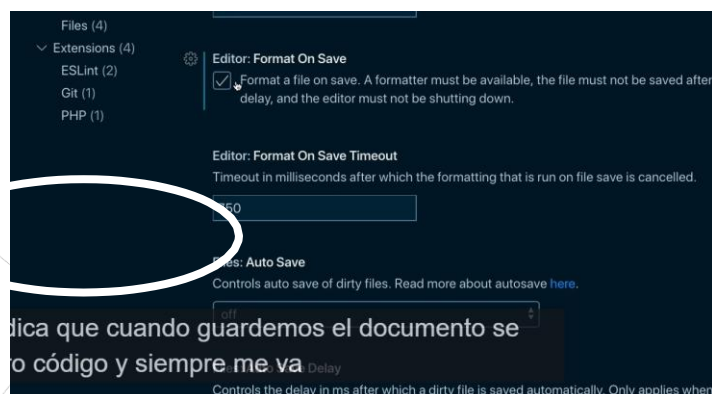 Files (4)
Extensions (4)
ESLint (2)
Git (1)
PHP (1)
Editor: Format On Save
Format a file on save. A formatter must be available, the file must not be saved after
delay, and the editor must not be shutting down.
Editor: Format On Save Timeout
Timeout in milliseconds after which the formatting that is run on file save is cancelled.
750
Files: Auto Save
Controls auto save of dirty files. Read more about autosave here.
off
dica que cuando guardemos el documento se
o código y siempre me va
Delay
Controls the delay in ms after which a dirty file is saved automatically. Only applies when